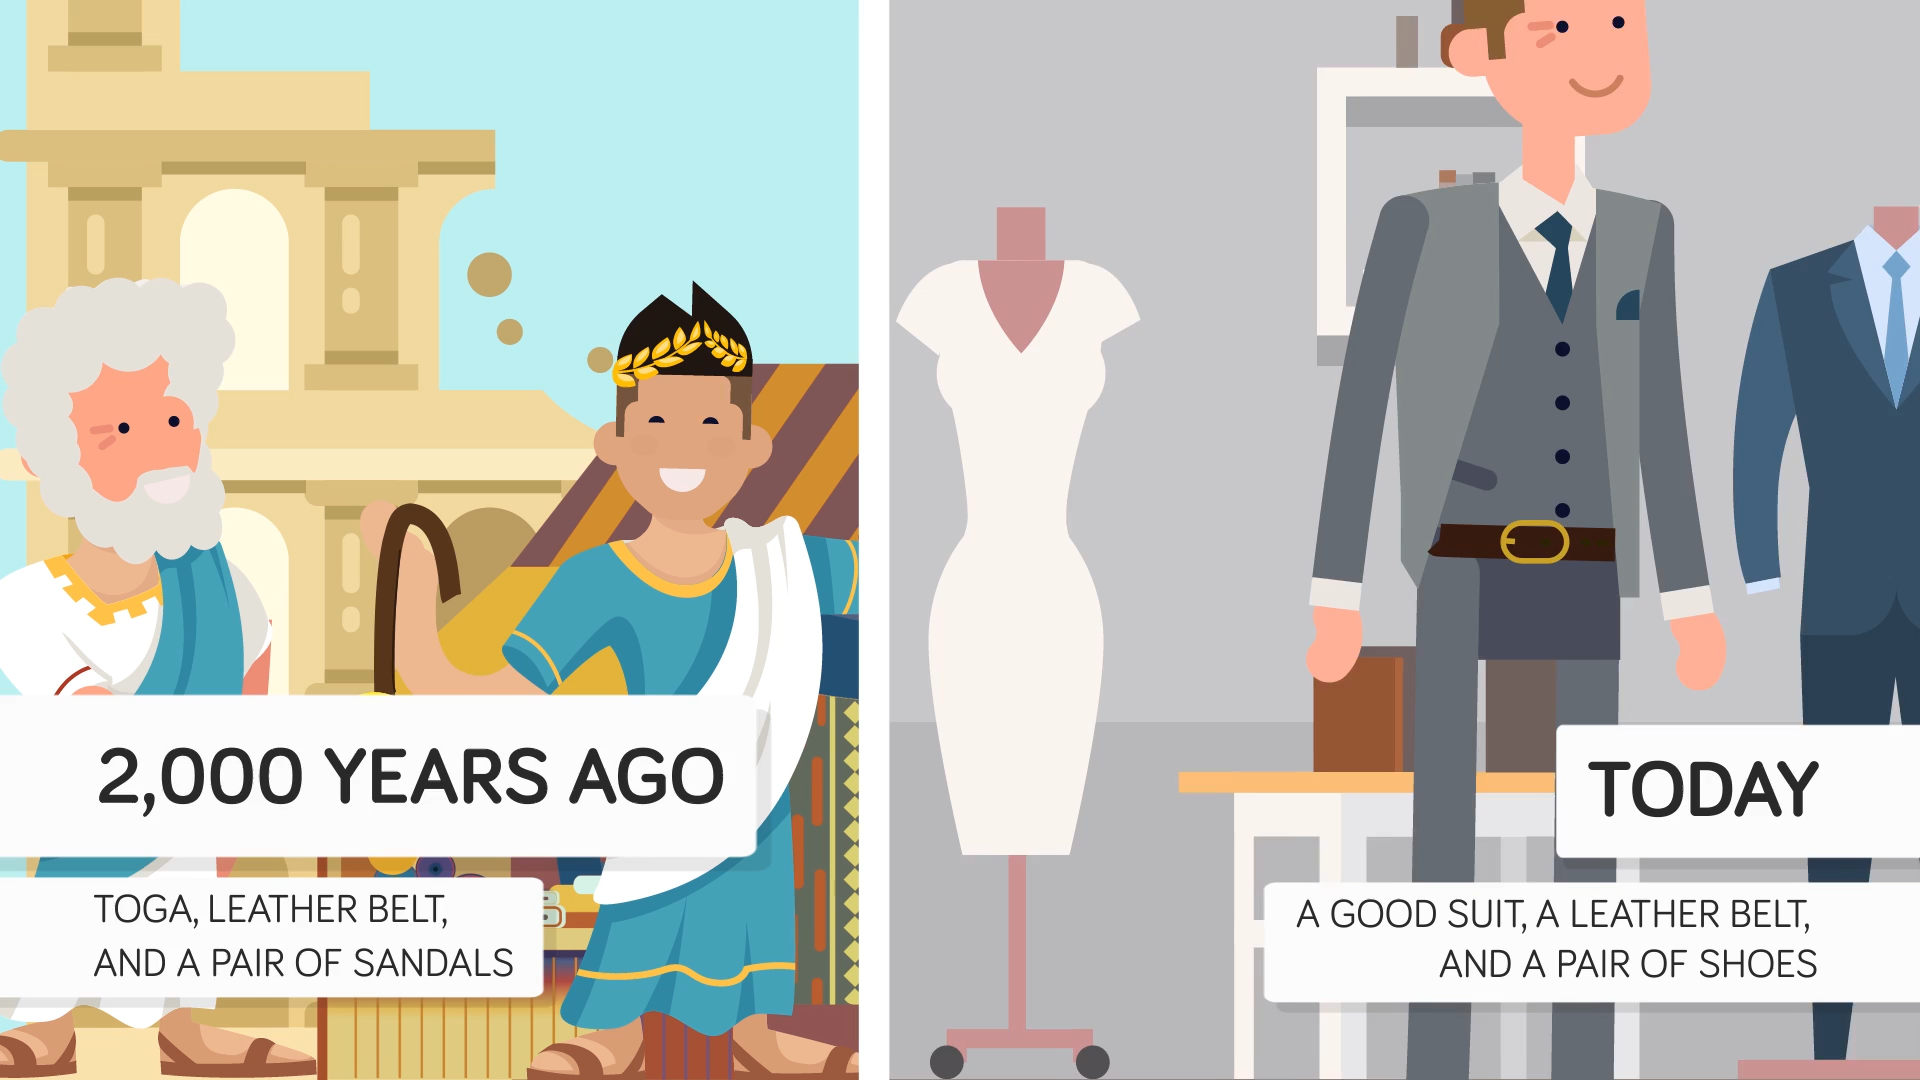 2,000 YEARS AGO
TOGA, LEATHER BELT,
AND A PAIR OF SANDALS
TODAY
A GOOD SUIT, A LEATHER BELT,
AND A PAIR OF SHOES